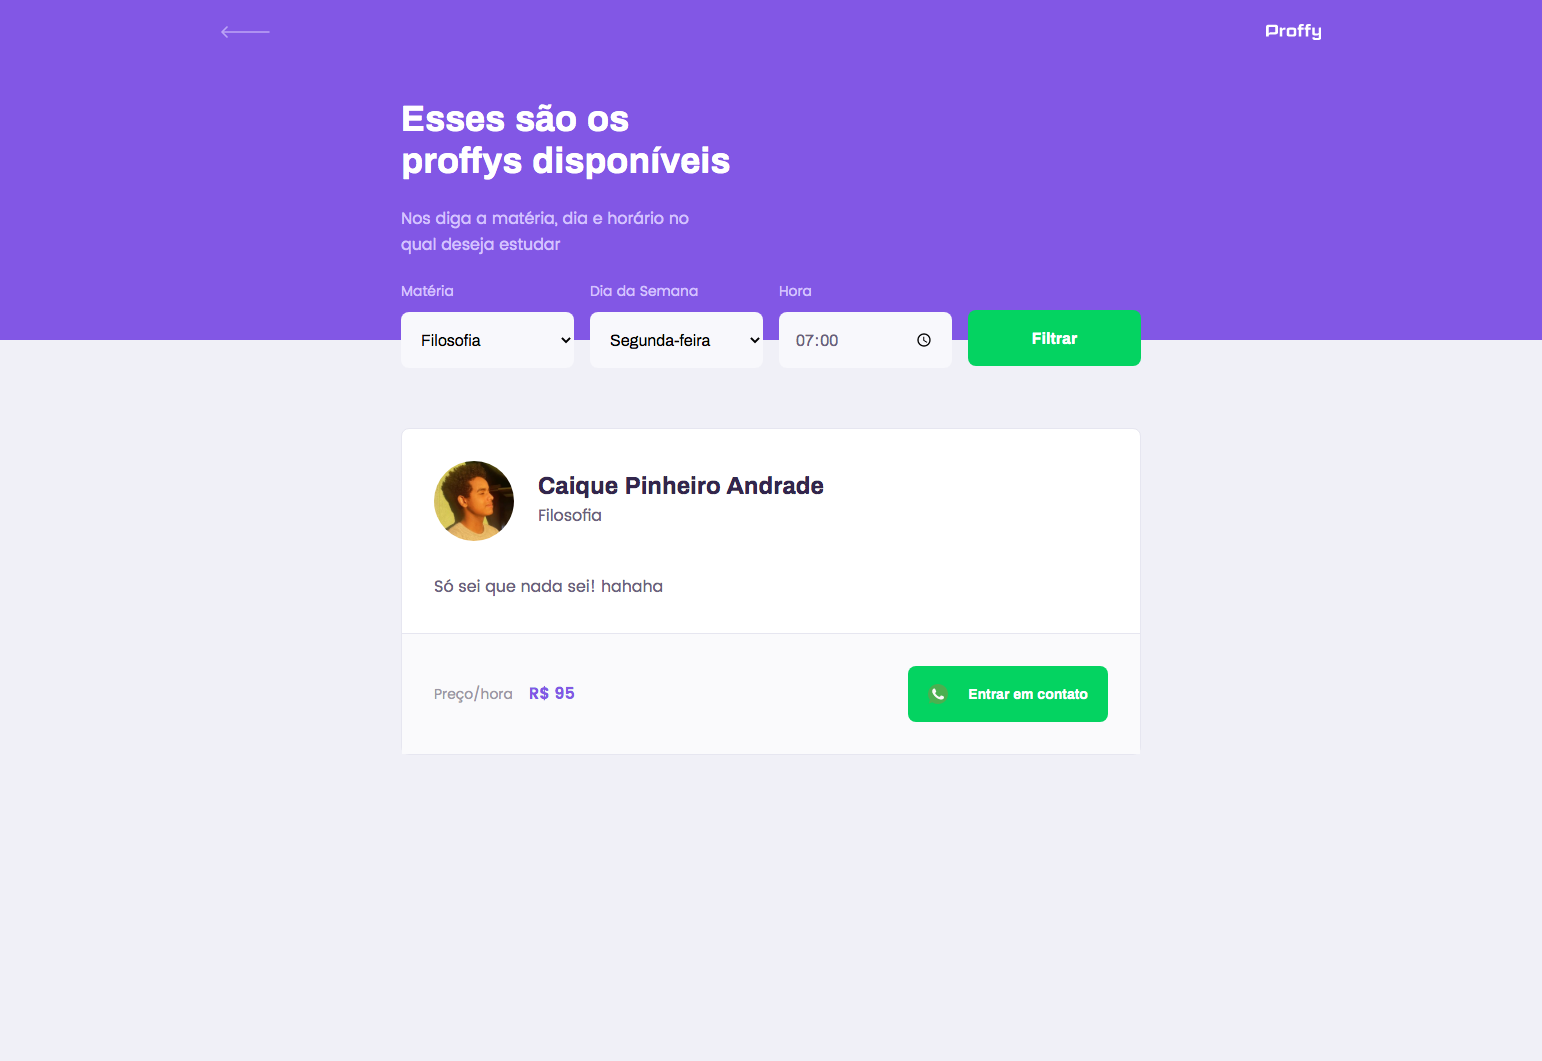 Proffy
Esses são os
proffys disponíveis
Nos diga a matéria, dia e horário no
qual deseja estudar
Matéria
Dia da Semana
Hora
Filosofia
Segunda-feira
07:00
Filtrar
Caique Pinheiro Andrade
Filosofia
Só sei que nada sei! hahaha
Preço/hora R$ 95
Entrar em contato